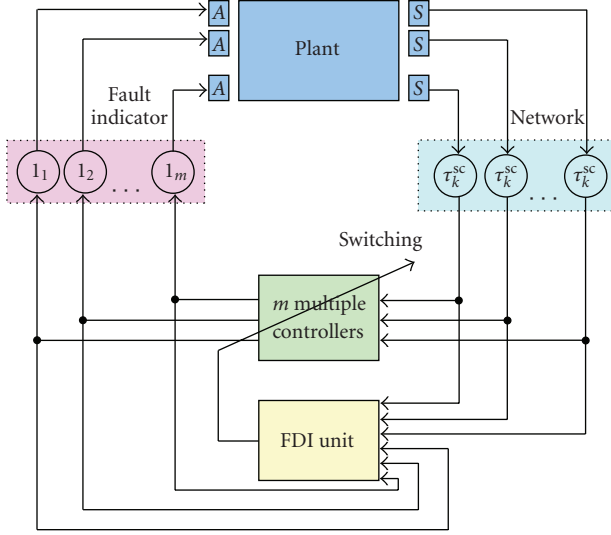 A
A
A
Plant
S
S
S
Fault
indicator
Network
1₁ 1₂ . . . 1ₘ
τₖˢᶜ τₖˢᶜ . . . τₖˢᶜ
Switching
m multiple
controllers
FDI unit